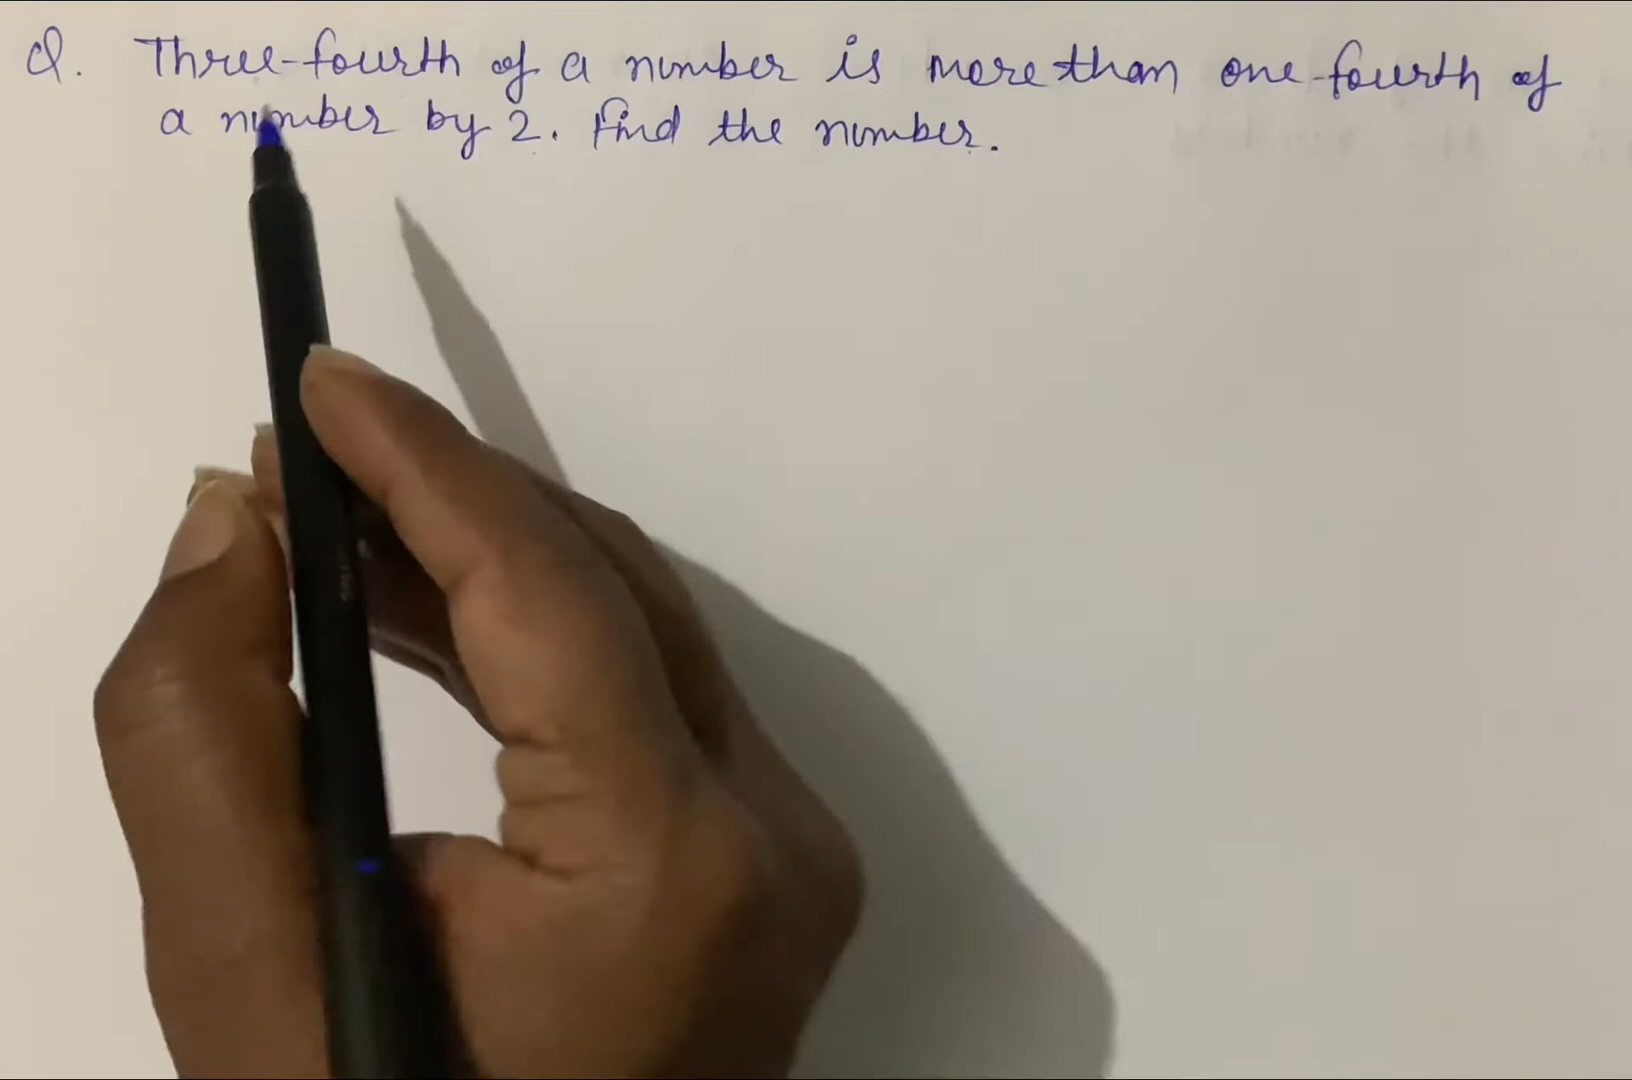 Q. Three-fourth of a number is more than one-fourth of
a number by 2. Find the number.